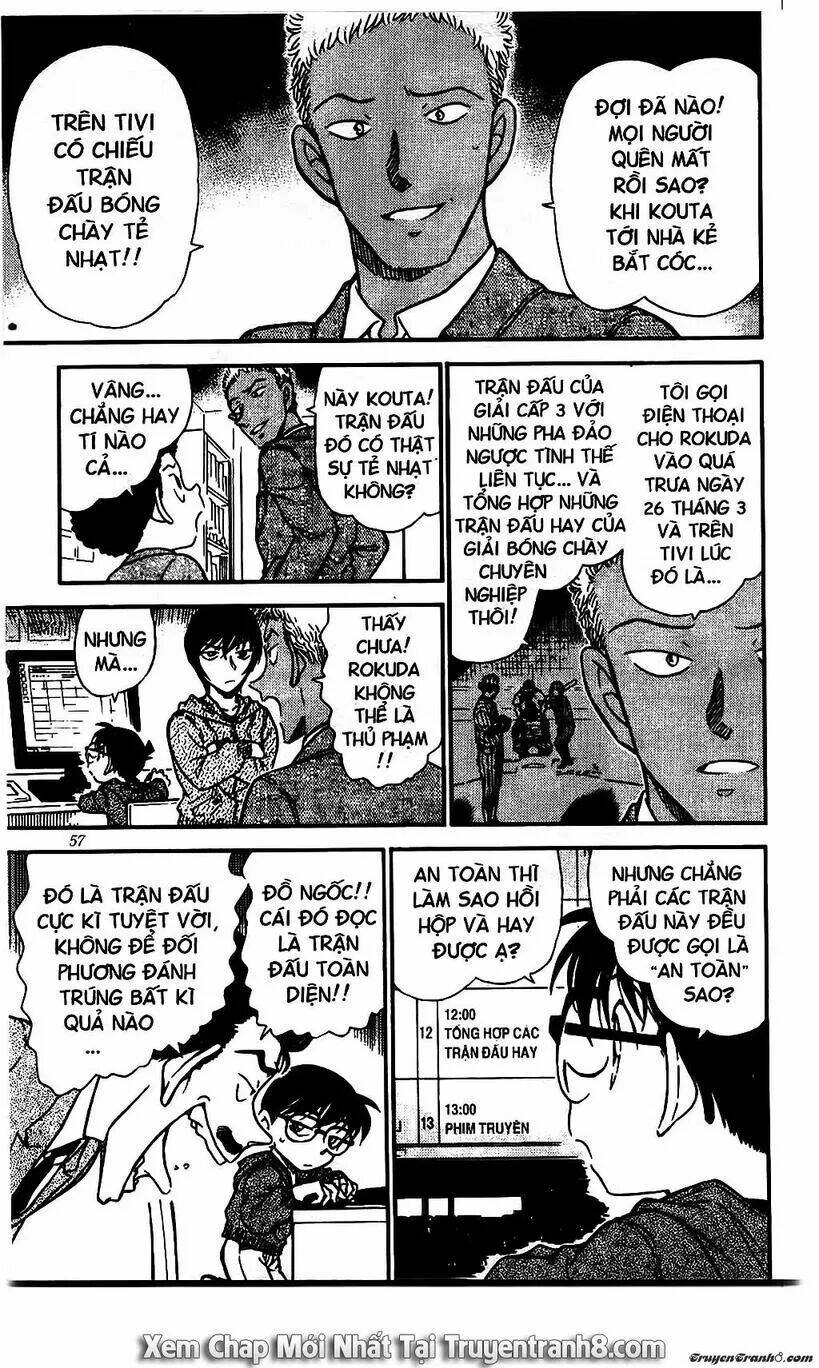 ĐỢI ĐÃ NÀO!
MỌI NGƯỜI
QUÊN MẤT
RỒI SAO?
KHI KOUTA
TỚI NHÀ KẺ
BẮT CÓC...
TRÊN TIVI
CÓ CHIẾU
TRẬN
ĐẤU BÓNG
CHÀY TẺ
NHẠT!!
TÔI GỌI
ĐIỆN THOẠI
CHO ROKUDA
VÀO QUÁ
TRƯA NGÀY
26 THÁNG 3
VÀ TRÊN
TIVI LÚC
ĐÓ LÀ...
TRẬN ĐẤU CỦA
GIẢI CẤP 3 VỚI
NHỮNG PHA ĐẢO
NGƯỢC TÌNH THẾ
LIÊN TỤC... VÀ
TỔNG HỢP NHỮNG
TRẬN ĐẤU HAY CỦA
GIẢI BÓNG CHÀY
CHUYÊN
NGHIỆP
THÔI!
NÀY KOUTA!
TRẬN ĐẤU
ĐÓ CÓ THẬT
SỰ TẺ NHẠT
KHÔNG?
VÂNG...
CHẲNG HAY
TÍ NÀO
CẢ...
THẤY
CHƯA!
ROKUDA
KHÔNG
THỂ LÀ
THỦ PHẠM
!!
NHƯNG
MÀ...
57
NHƯNG CHẲNG
PHẢI CÁC TRẬN
ĐẤU NÀY ĐỀU
ĐƯỢC GỌI LÀ
“AN TOÀN”
SAO?
AN TOÀN THÌ
LÀM SAO HỒI
HỘP VÀ HAY
ĐƯỢC Ạ?
12
12:00
TỔNG HỢP CÁC
TRẬN ĐẤU HAY
13
13:00
PHIM TRUYỆN
ĐỒ NGỐC!!
CÁI ĐÓ ĐỌC
LÀ TRẬN
ĐẤU TOÀN
DIỆN!!
ĐÓ LÀ TRẬN ĐẤU
CỰC KÌ TUYỆT VỜI,
KHÔNG ĐỂ ĐỐI
PHƯƠNG ĐÁNH
TRÚNG BẤT KÌ
QUẢ NÀO
...
Xem Chap Mới Nhất Tại Truyentranh8.com
TruyenTranh8.com